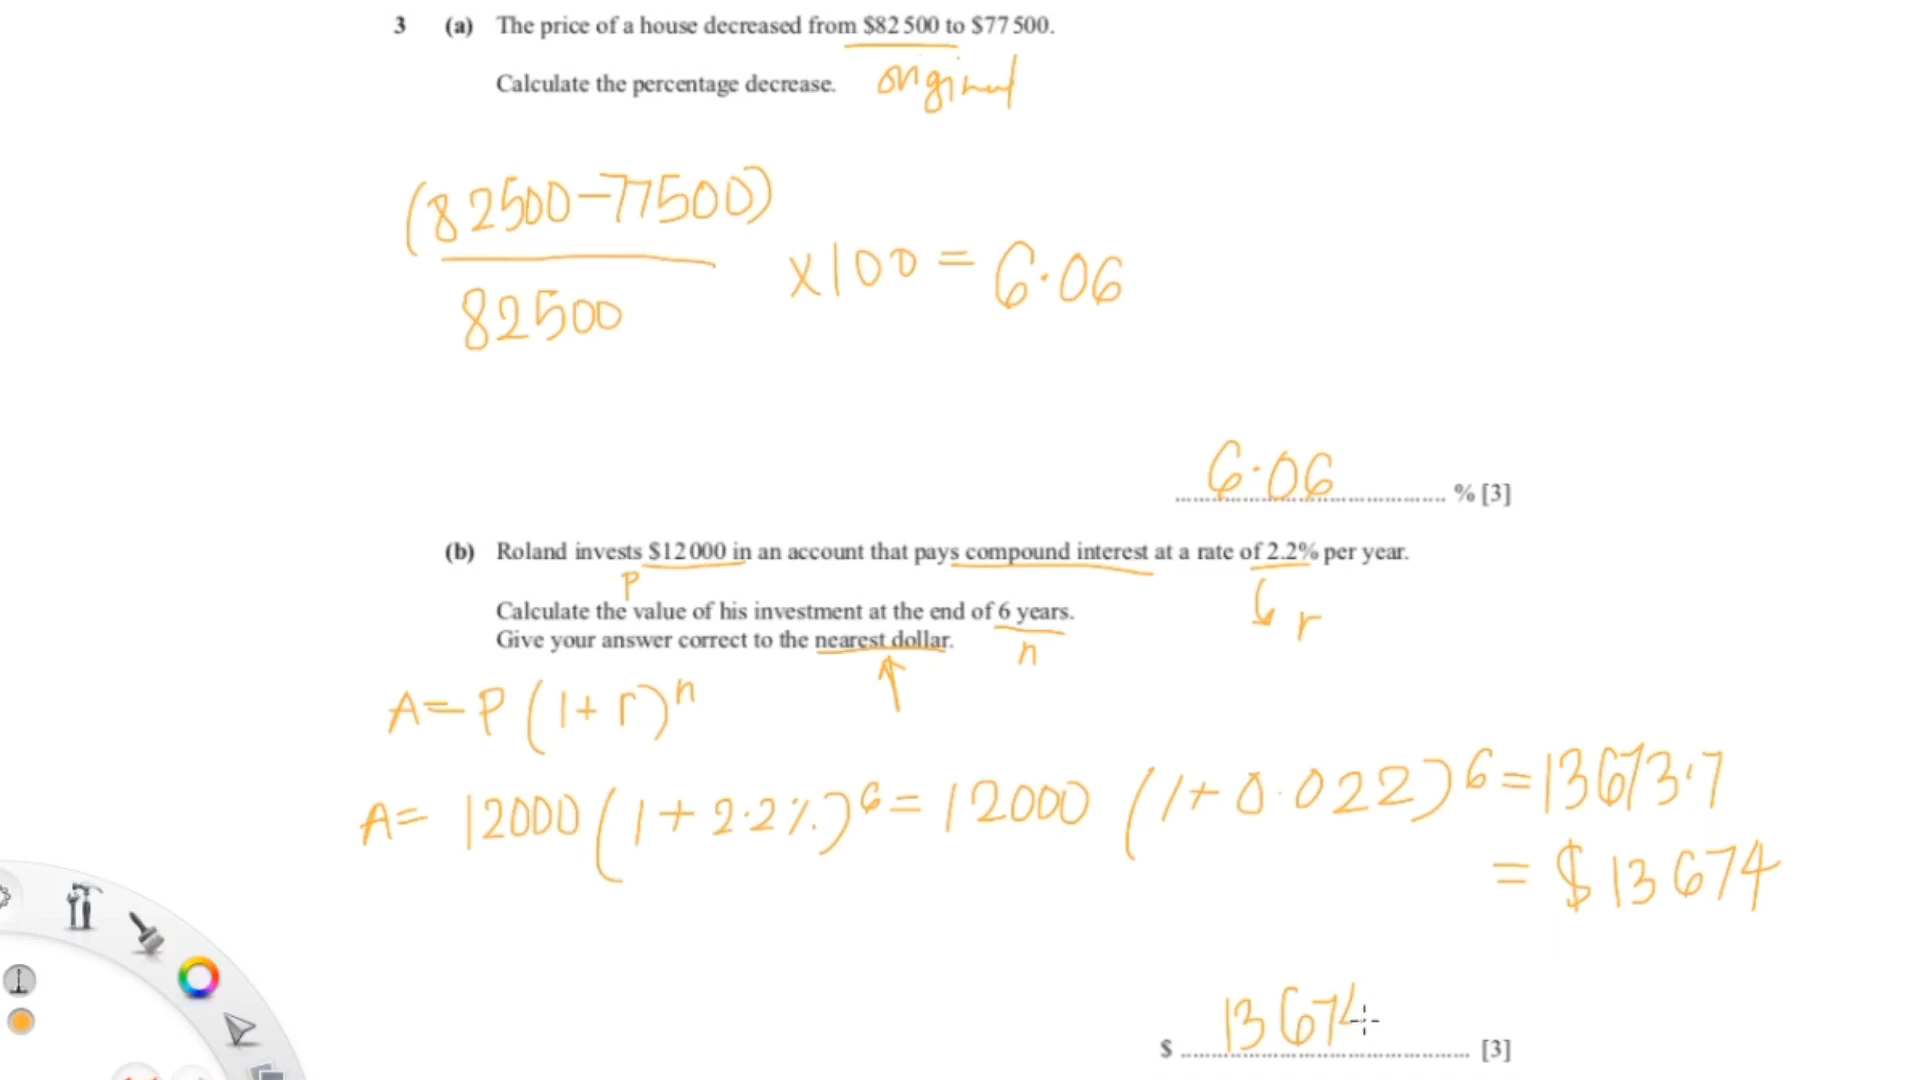 3 (a) The price of a house decreased from $82 500 to $77 500.
Calculate the percentage decrease. original
(82500-77500)
82500
×100 = 6.06
6.06
% [3]
(b) Roland invests $12 000 in an account that pays compound interest at a rate of 2.2% per year.
P
Calculate the value of his investment at the end of 6 years.
r
Give your answer correct to the nearest dollar.
n
A=P(1+r)^n
A= 12000(1+2.2%)^6 = 12000 (1+0.022)^6 = 13673.7
= $13674
$ 13674 [3]